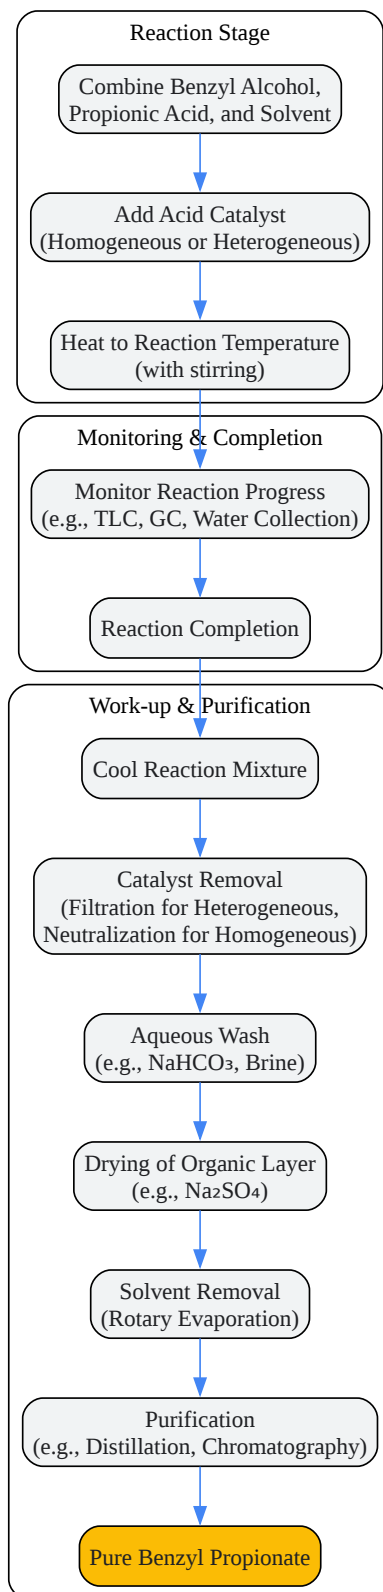 Reaction Stage
Combine Benzyl Alcohol,
Propionic Acid, and Solvent
Add Acid Catalyst
(Homogeneous or Heterogeneous)
Heat to Reaction Temperature
(with stirring)
Monitoring & Completion
Monitor Reaction Progress
(e.g., TLC, GC, Water Collection)
Reaction Completion
Work-up & Purification
Cool Reaction Mixture
Catalyst Removal
(Filtration for Heterogeneous,
Neutralization for Homogeneous)
Aqueous Wash
(e.g., NaHCO₃, Brine)
Drying of Organic Layer
(e.g., Na₂SO₄)
Solvent Removal
(Rotary Evaporation)
Purification
(e.g., Distillation, Chromatography)
Pure Benzyl Propionate